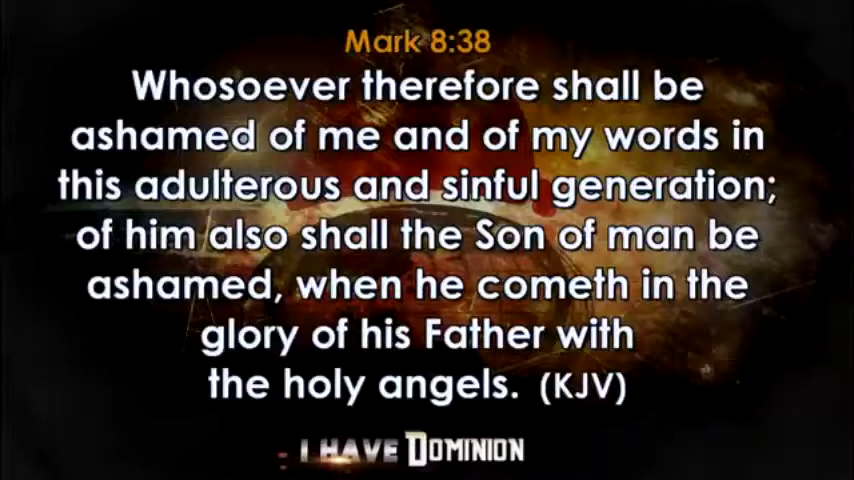 Mark 8:38
Whosoever therefore shall be
ashamed of me and of my words in
this adulterous and sinful generation;
of him also shall the Son of man be
ashamed, when he cometh in the
glory of his Father with
the holy angels. (KJV)
I HAVE DOMINION